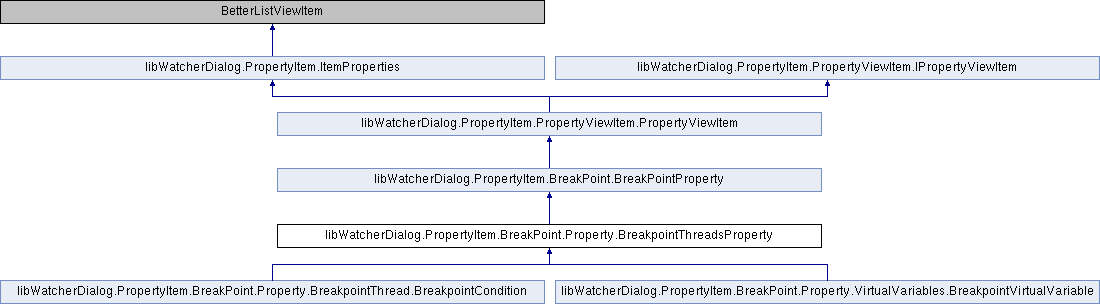 BetterListViewItem
libWatcherDialog.PropertyItem.ItemProperties
libWatcherDialog.PropertyItem.PropertyViewItem.IPropertyViewItem
libWatcherDialog.PropertyItem.PropertyViewItem.PropertyViewItem
libWatcherDialog.PropertyItem.BreakPoint.BreakPointProperty
libWatcherDialog.PropertyItem.BreakPoint.Property.BreakpointThreadsProperty
libWatcherDialog.PropertyItem.BreakPoint.Property.BreakpointThread.BreakpointCondition
libWatcherDialog.PropertyItem.BreakPoint.Property.VirtualVariables.BreakpointVirtualVariable